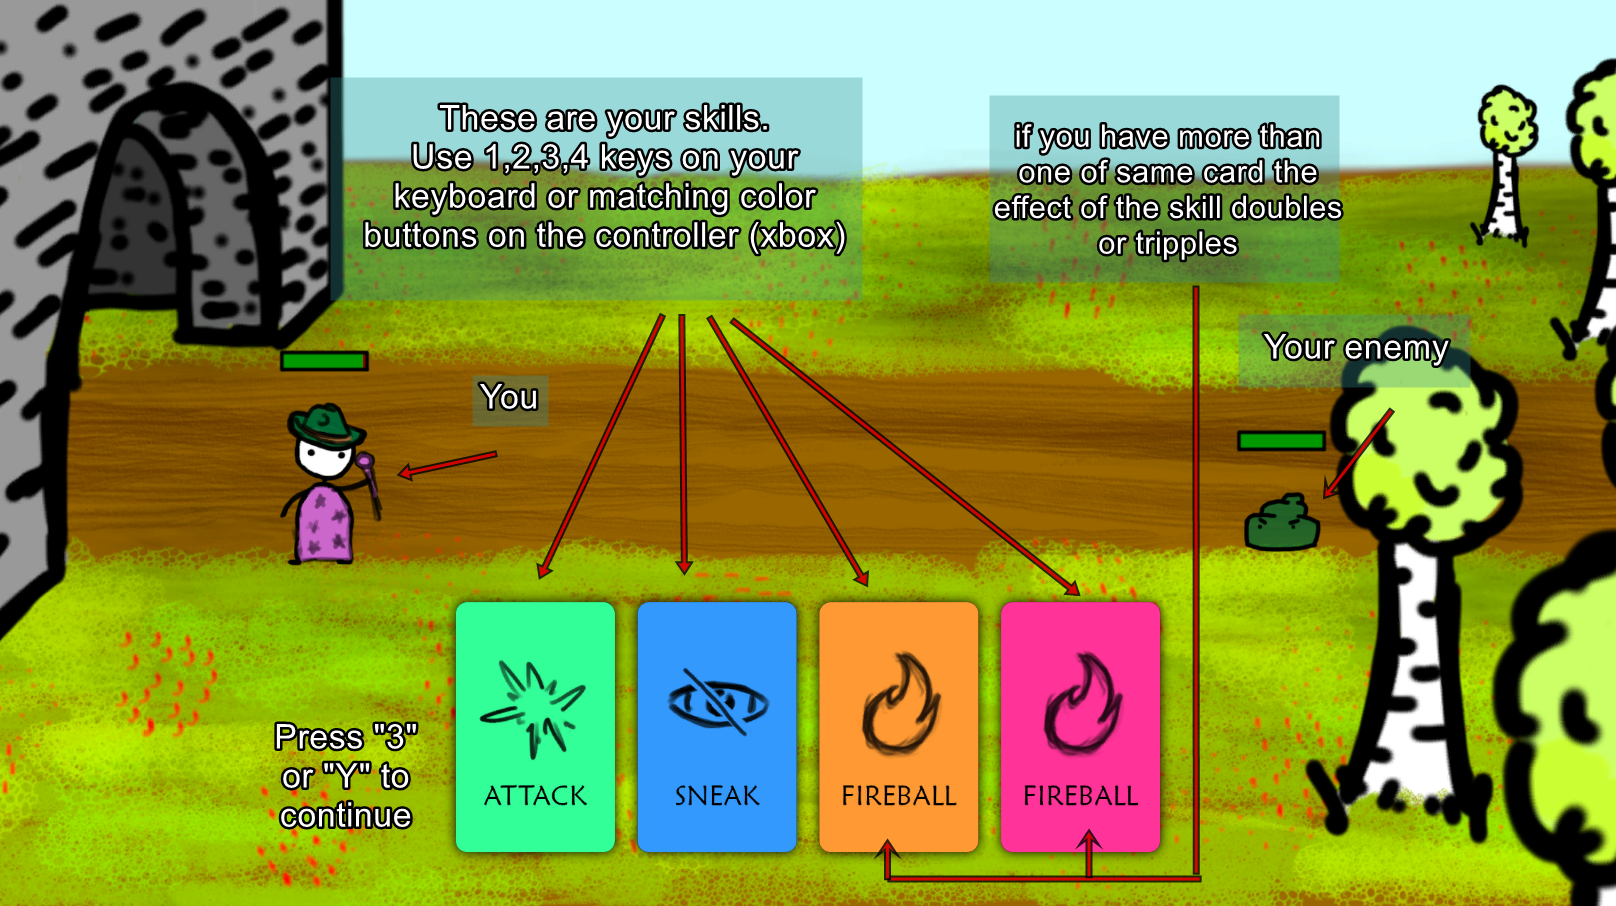 These are your skills.
Use 1,2,3,4 keys on your
keyboard or matching color
buttons on the controller (xbox)
if you have more than
one of same card the
effect of the skill doubles
or tripples
Your enemy
You
Press "3"
or "Y" to
continue
ATTACK
SNEAK
FIREBALL
FIREBALL